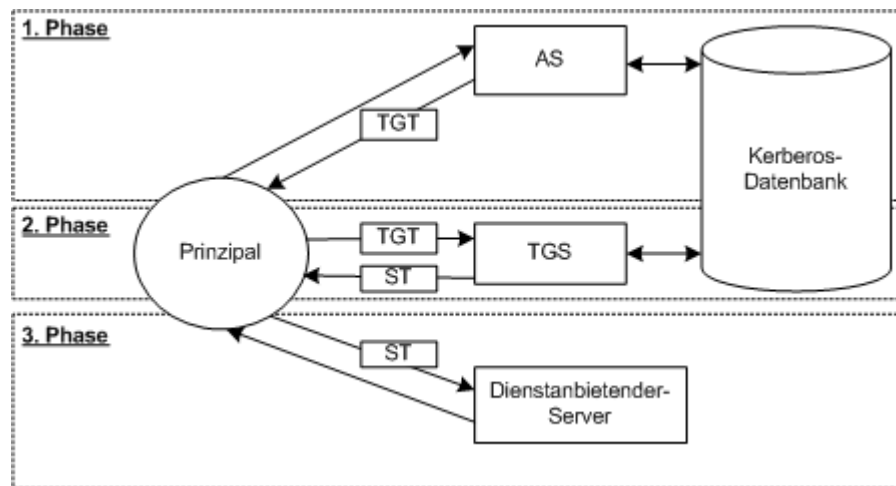 1. Phase
AS
TGT
Kerberos-
Datenbank
2. Phase
Prinzipal
TGT
TGS
ST
3. Phase
ST
Dienstanbietender-
Server